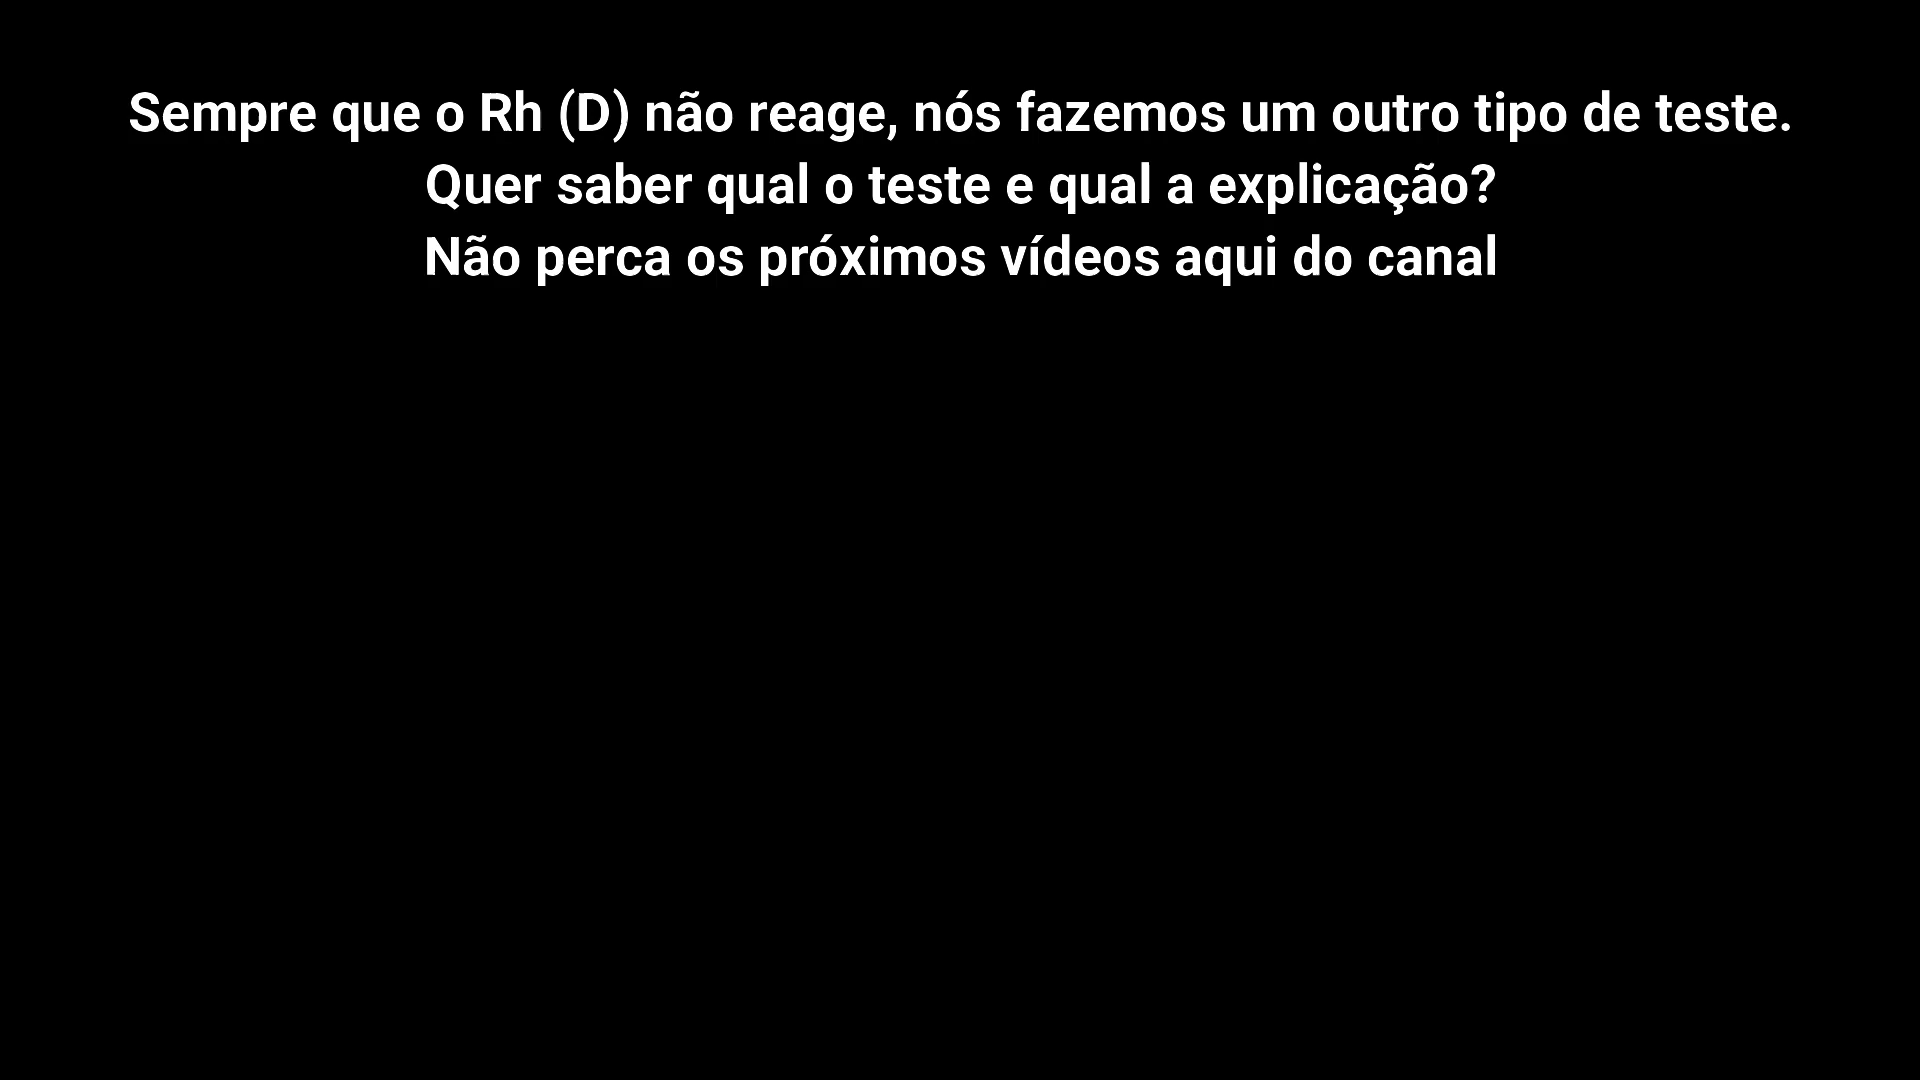 Sempre que o Rh (D) não reage, nós fazemos um outro tipo de teste.
Quer saber qual o teste e qual a explicação?
Não perca os próximos vídeos aqui do canal